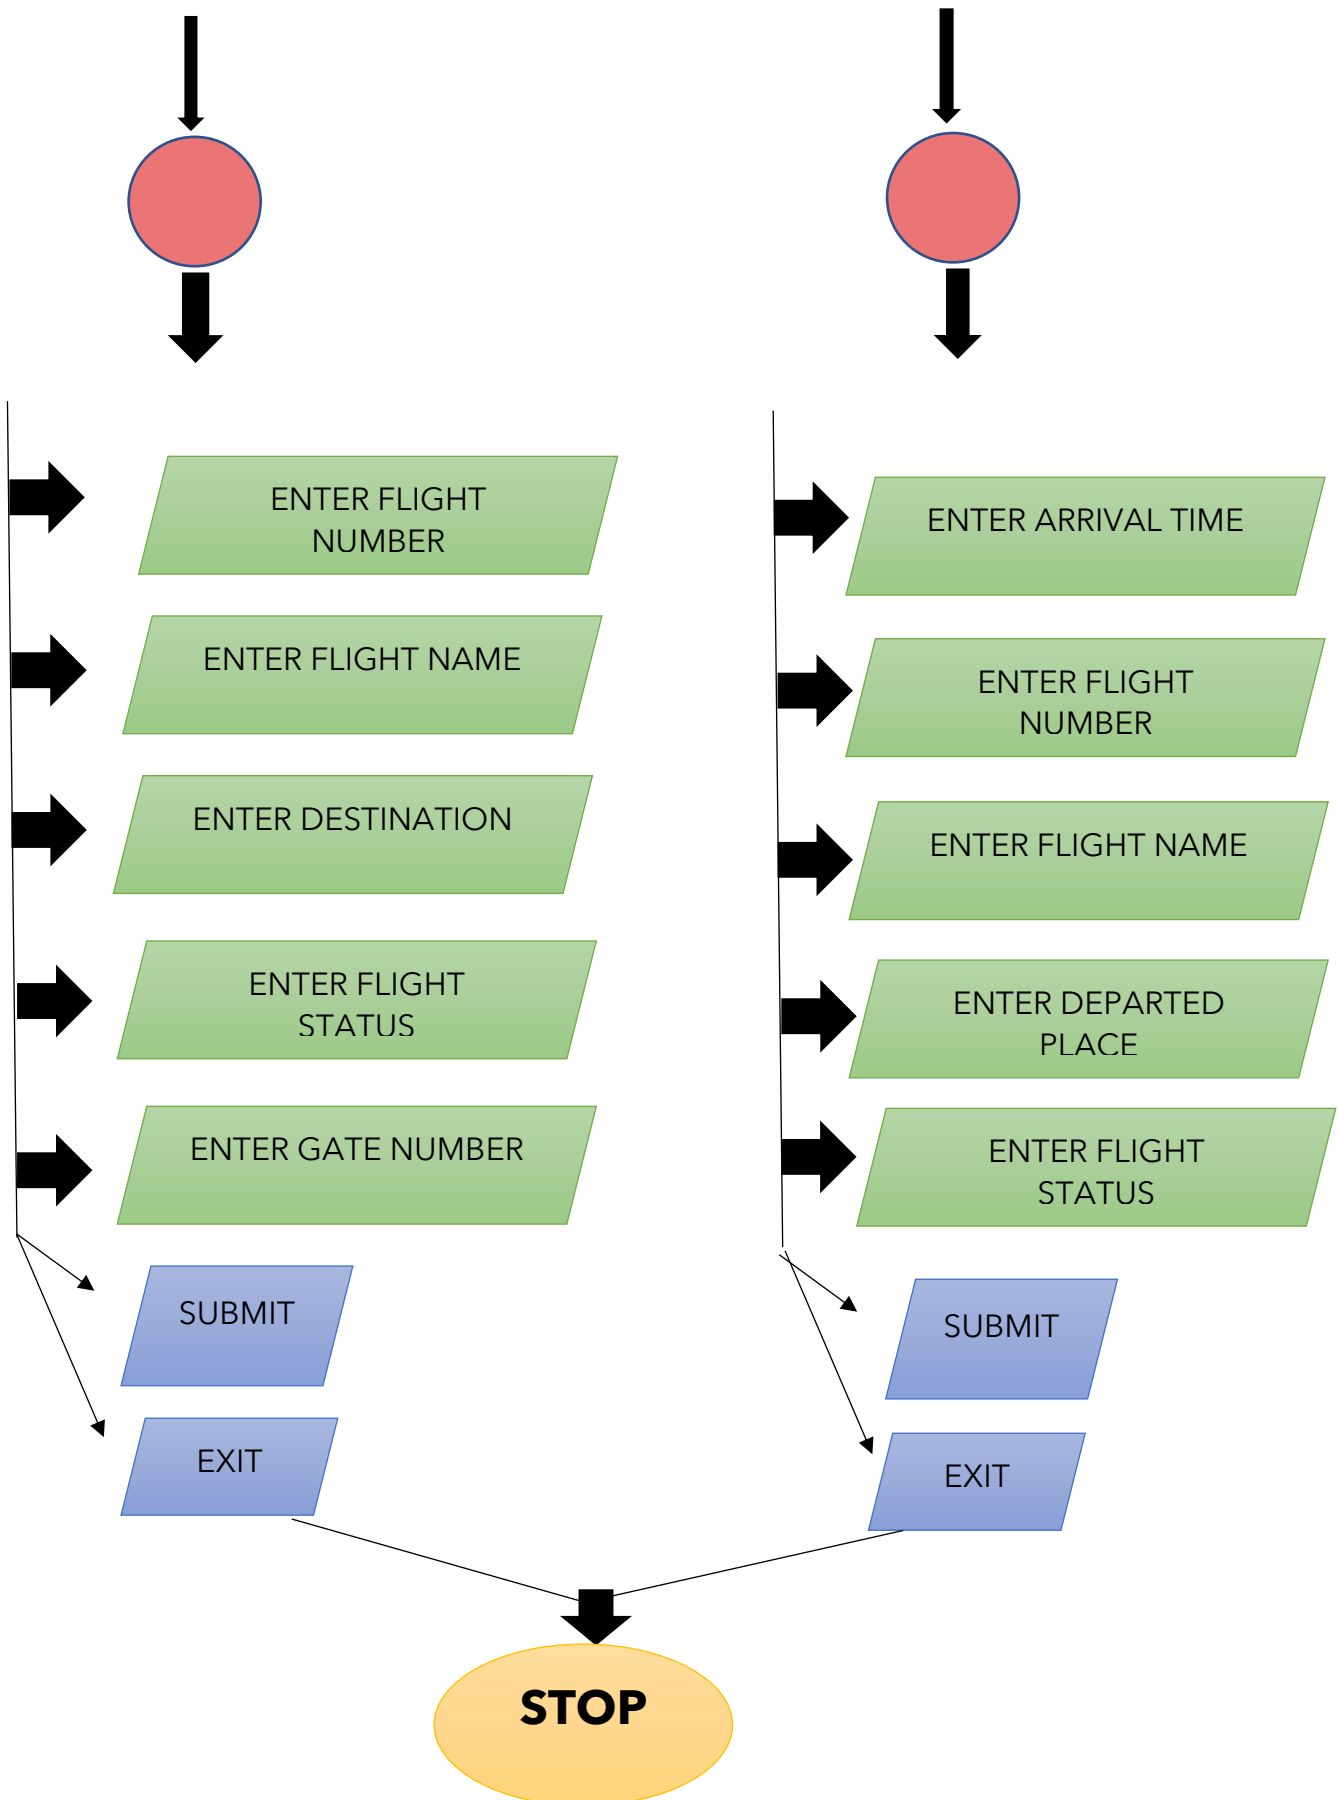 ENTER FLIGHT
NUMBER
ENTER FLIGHT NAME
ENTER DESTINATION
ENTER FLIGHT
STATUS
ENTER GATE NUMBER
SUBMIT
EXIT
ENTER ARRIVAL TIME
ENTER FLIGHT
NUMBER
ENTER FLIGHT NAME
ENTER DEPARTED
PLACE
ENTER FLIGHT
STATUS
SUBMIT
EXIT
STOP